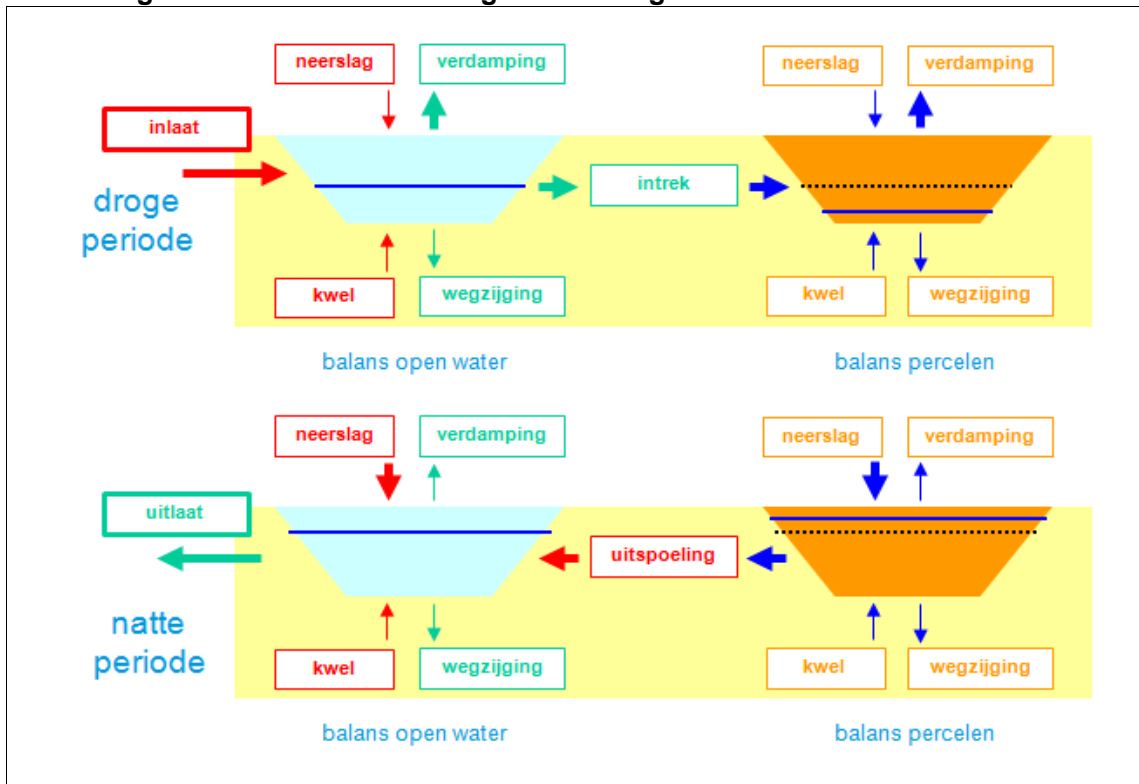 neerslag verdamping neerslag verdamping
inlaat
droge
periode
intrek
kwel wegzijging kwel wegzijging
balans open water balans percelen
neerslag verdamping neerslag verdamping
uitlaat
uitspoeling
natte
periode
kwel wegzijging kwel wegzijging
balans open water balans percelen